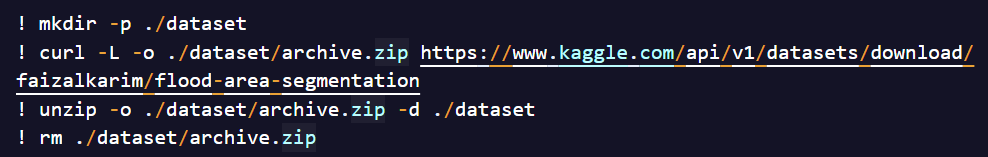 ! mkdir -p ./dataset
! curl -L -o ./dataset/archive.zip https://www.kaggle.com/api/v1/datasets/download/
faizalkarim/flood-area-segmentation
! unzip -o ./dataset/archive.zip -d ./dataset
! rm ./dataset/archive.zip